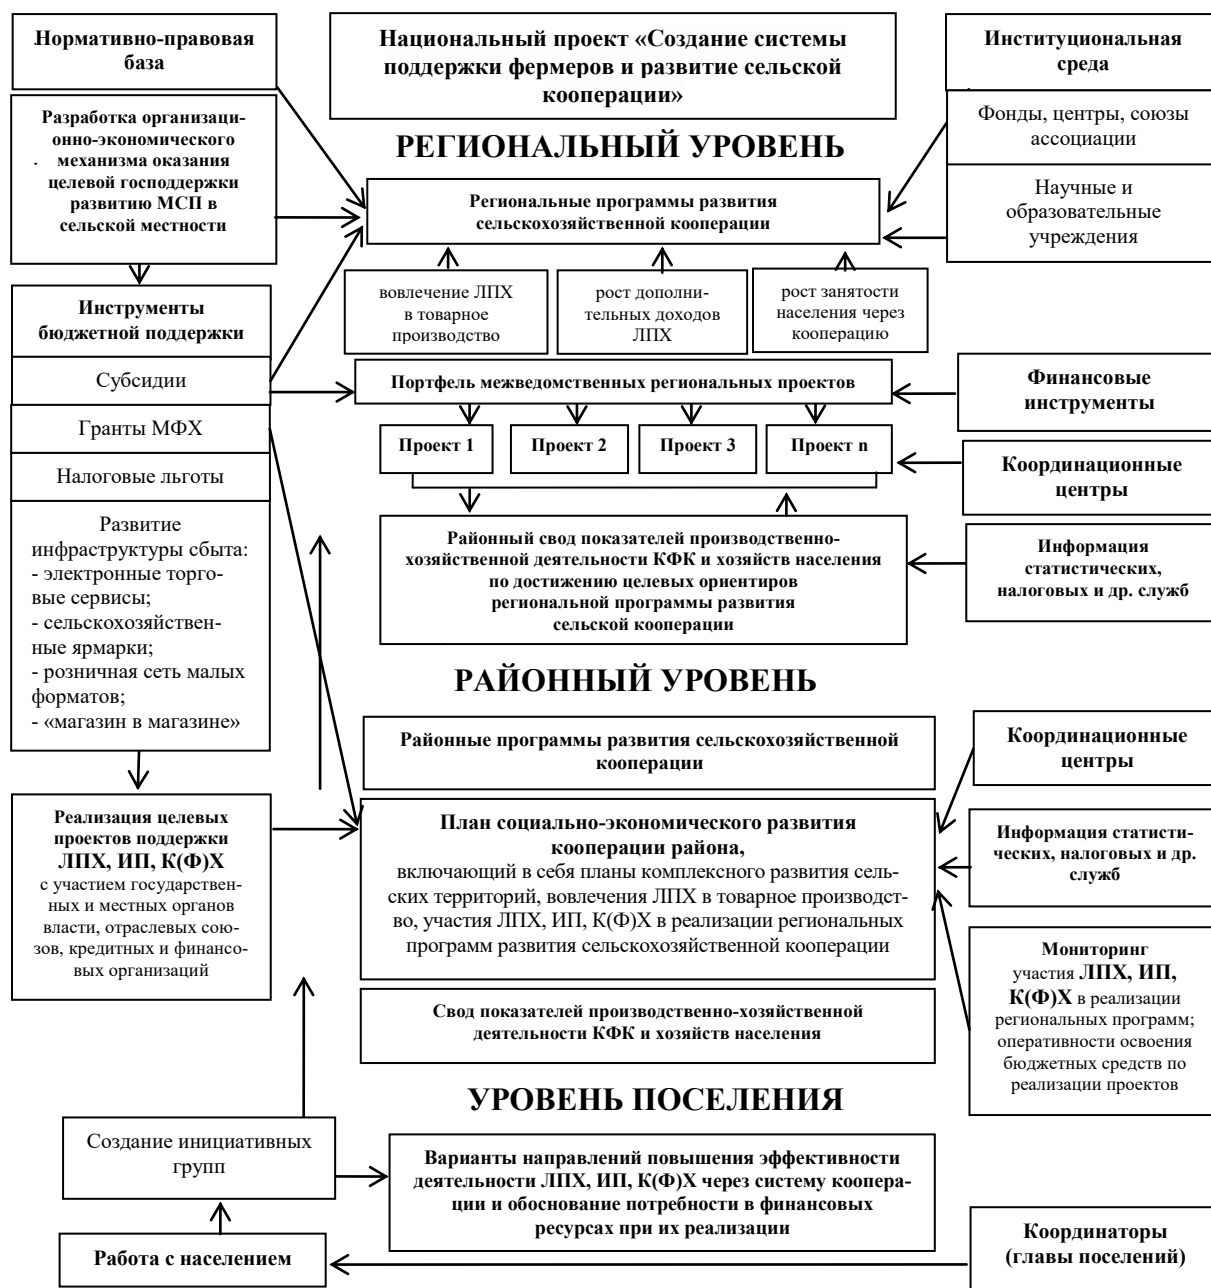 .Нормативно-правовая
база
Национальный проект «Создание системы
поддержки фермеров и развитие сельской
кооперации»
Институциональная
среда
Разработка организаци-
онно-экономического
механизма оказания
целевой господдержки
развитию МСП в
сельской местности
.
Фонды, центры, союзы
ассоциации
Научные и
образовательные
учреждения
РЕГИОНАЛЬНЫЙ УРОВЕНЬ
Региональные программы развития
сельскохозяйственной кооперации
вовлечение ЛПХ
в товарное
производство
рост дополни-
тельных доходов
ЛПХ
рост занятости
населения через
кооперацию
Инструменты
бюджетной поддержки
Субсидии
Гранты МФХ
Налоговые льготы
Развитие
инфраструктуры сбыта:
- электронные торго-
вые сервисы;
- сельскохозяйствен-
ные ярмарки;
- розничная сеть малых
форматов;
- «магазин в магазине»
Портфель межведомственных региональных проектов
Финансовые
инструменты
Проект 1
Проект 2
Проект 3
Проект n
Координационные
центры
Районный свод показателей производственно-
хозяйственной деятельности КФК и хозяйств населения
по достижению целевых ориентиров
региональной программы развития
сельской кооперации
Информация
статистических,
налоговых и др. служб
РАЙОННЫЙ УРОВЕНЬ
Районные программы развития сельскохозяйственной
кооперации
Координационные
центры
Реализация целевых
проектов поддержки
ЛПХ, ИП, К(Ф)Х
с участием государствен-
ных и местных органов
власти, отраслевых сою-
зов, кредитных и финансо-
вых организаций
План социально-экономического развития
кооперации района,
включающий в себя планы комплексного развития сель-
ских территорий, вовлечения ЛПХ в товарное производст-
во, участия ЛПХ, ИП, К(Ф)Х в реализации региональных
программ развития сельскохозяйственной кооперации
Информация статисти-
ческих, налоговых и др.
служб
Мониторинг
участия ЛПХ, ИП,
К(Ф)Х в реализации
региональных программ;
оперативности освоения
бюджетных средств по
реализации проектов
Свод показателей производственно-хозяйственной
деятельности КФК и хозяйств населения
УРОВЕНЬ ПОСЕЛЕНИЯ
Создание инициативных
групп
Варианты направлений повышения эффективности
деятельности ЛПХ, ИП, К(Ф)Х через систему коопера-
ции и обоснование потребности в финансовых
ресурсах при их реализации
Работа с населением
Координаторы
(главы поселений)